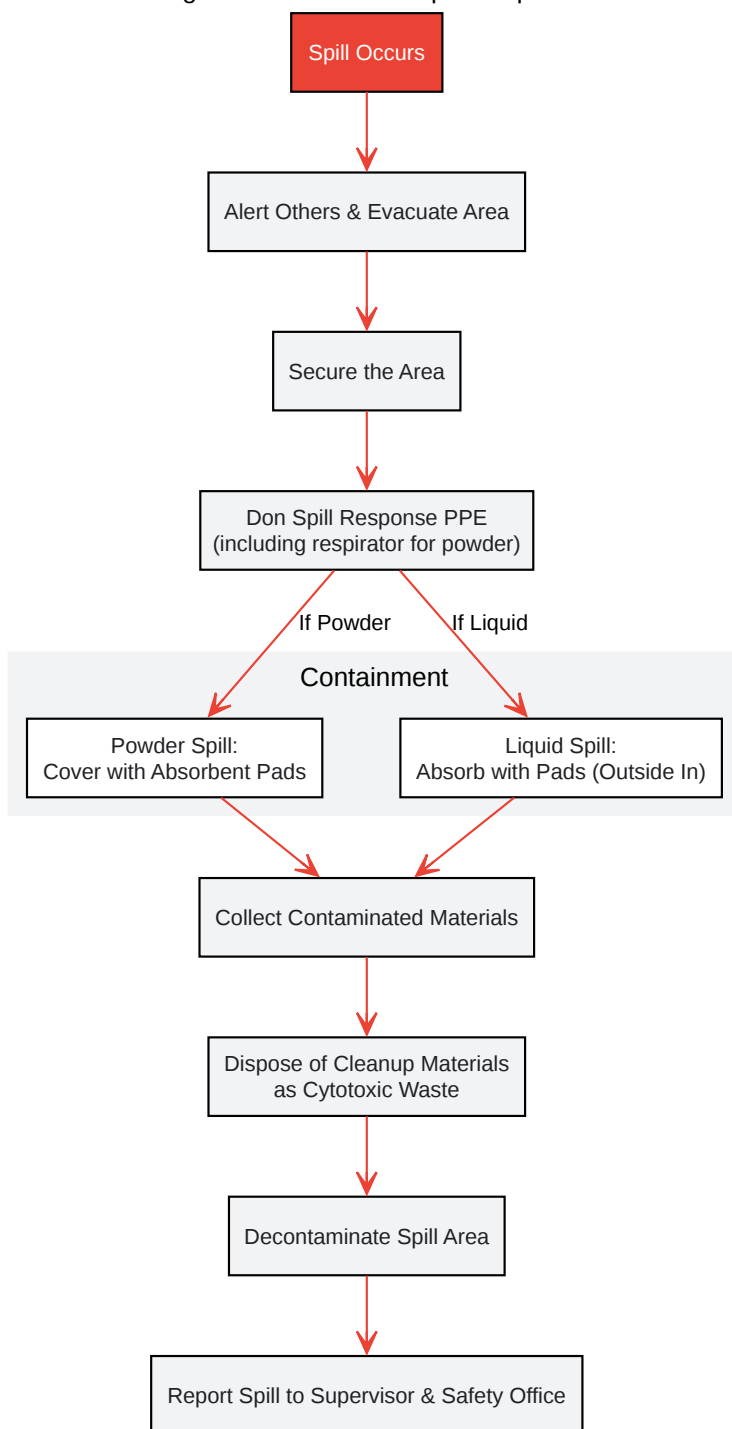 Spill Occurs
Alert Others & Evacuate Area
Secure the Area
Don Spill Response PPE
(including respirator for powder)
If Powder
If Liquid
Containment
Powder Spill:
Cover with Absorbent Pads
Liquid Spill:
Absorb with Pads (Outside In)
Collect Contaminated Materials
Dispose of Cleanup Materials
as Cytotoxic Waste
Decontaminate Spill Area
Report Spill to Supervisor & Safety Office